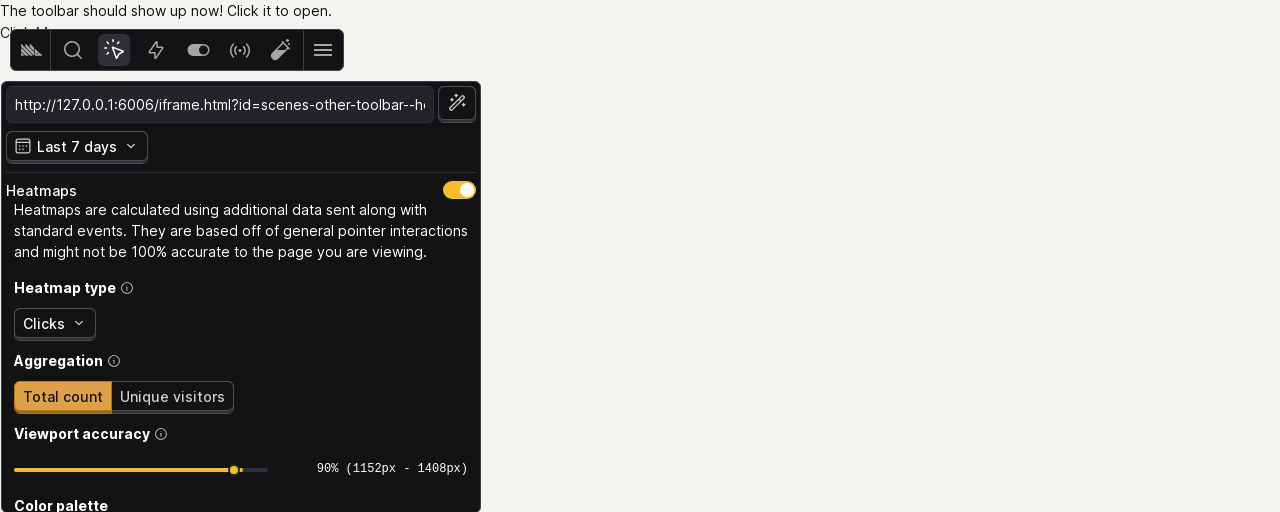 The toolbar should show up now! Click it to open.
http://127.0.0.1:6006/iframe.html?id=scenes-other-toolbar--he
Last 7 days
Heatmaps
Heatmaps are calculated using additional data sent along with
standard events. They are based off of general pointer interactions
and might not be 100% accurate to the page you are viewing.
Heatmap type
Clicks
Aggregation
Total count Unique visitors
Viewport accuracy
90% (1152px - 1408px)
Color palette